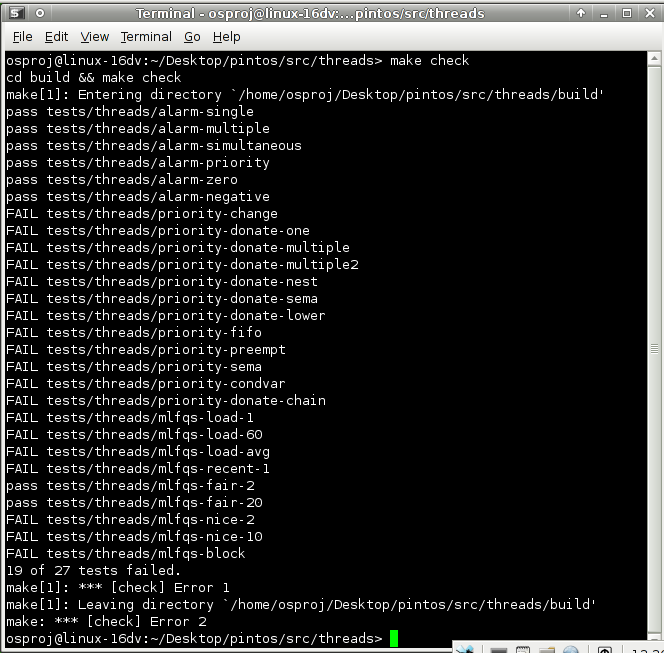 Terminal - osproj@linux-16dv:...pintos/src/threads
File Edit View Terminal Go Help
osproj@linux-16dv:~/Desktop/pintos/src/threads> make check
cd build && make check
make[1]: Entering directory `/home/osproj/Desktop/pintos/src/threads/build'
pass tests/threads/alarm-single
pass tests/threads/alarm-multiple
pass tests/threads/alarm-simultaneous
pass tests/threads/alarm-priority
pass tests/threads/alarm-zero
pass tests/threads/alarm-negative
FAIL tests/threads/priority-change
FAIL tests/threads/priority-donate-one
FAIL tests/threads/priority-donate-multiple
FAIL tests/threads/priority-donate-multiple2
FAIL tests/threads/priority-donate-nest
FAIL tests/threads/priority-donate-sema
FAIL tests/threads/priority-donate-lower
FAIL tests/threads/priority-fifo
FAIL tests/threads/priority-preempt
FAIL tests/threads/priority-sema
FAIL tests/threads/priority-condvar
FAIL tests/threads/priority-donate-chain
FAIL tests/threads/mlfqs-load-1
FAIL tests/threads/mlfqs-load-60
FAIL tests/threads/mlfqs-load-avg
FAIL tests/threads/mlfqs-recent-1
pass tests/threads/mlfqs-fair-2
pass tests/threads/mlfqs-fair-20
FAIL tests/threads/mlfqs-nice-2
FAIL tests/threads/mlfqs-nice-10
FAIL tests/threads/mlfqs-block
19 of 27 tests failed.
make[1]: *** [check] Error 1
make[1]: Leaving directory `/home/osproj/Desktop/pintos/src/threads/build'
make: *** [check] Error 2
osproj@linux-16dv:~/Desktop/pintos/src/threads>